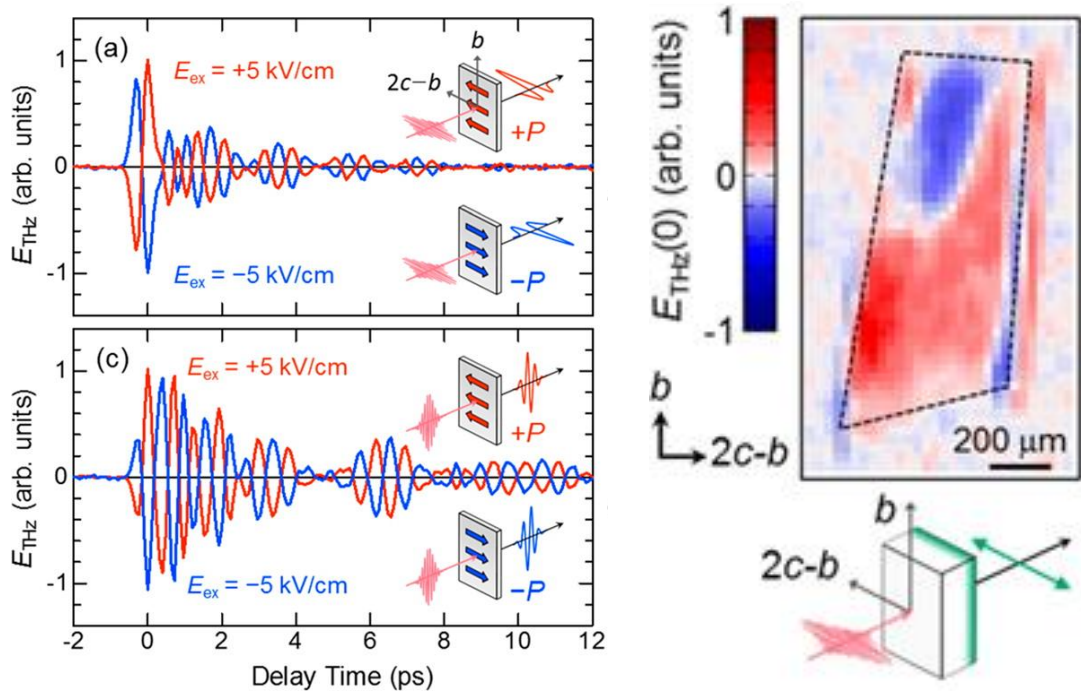 (a)
E_ex = +5 kV/cm
b
2c−b
+P
E_THz (arb. units)
1
0
-1
E_ex = −5 kV/cm
−P
(c)
E_ex = +5 kV/cm
+P
E_THz (arb. units)
1
0
-1
E_ex = −5 kV/cm
−P
-2 0 2 4 6 8 10 12
Delay Time (ps)
E_THz(0) (arb. units)
1
0
-1
b
2c-b
200 μm
b
2c-b